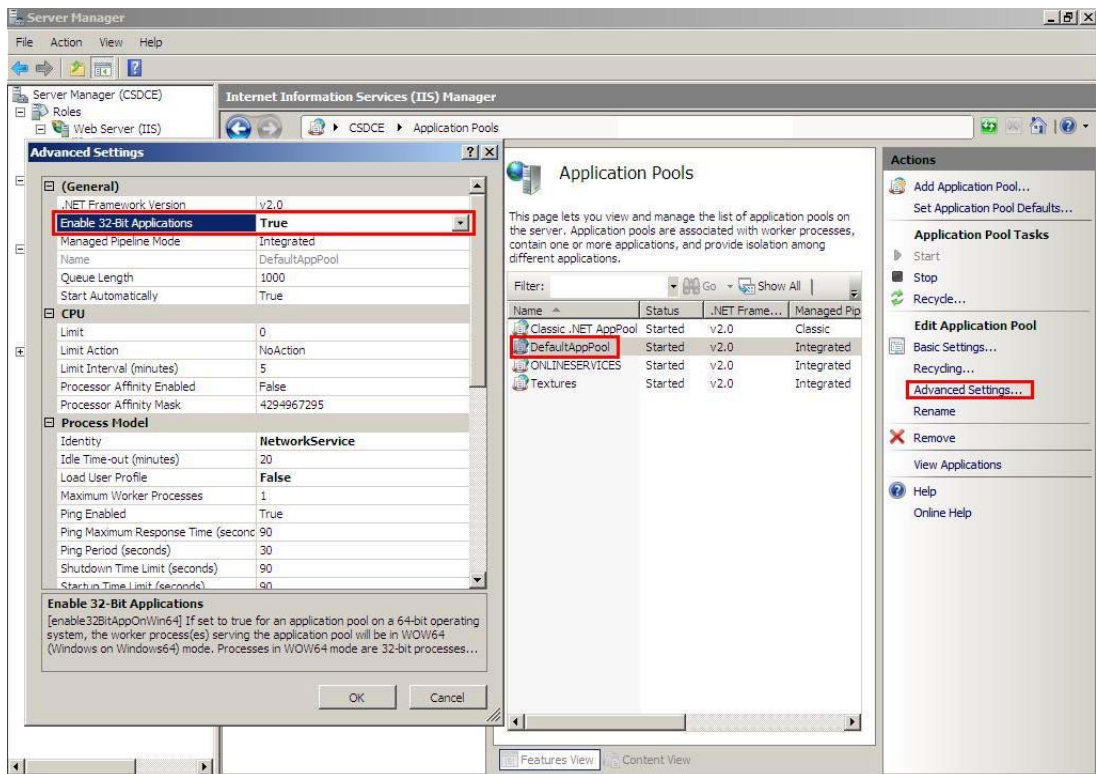 Server Manager
File Action View Help
Server Manager (CSDCE)
Roles
Web Server (IIS)
Internet Information Services (IIS) Manager
CSDCE Application Pools
Advanced Settings
(General)
.NET Framework Version v2.0
Enable 32-Bit Applications True
Managed Pipeline Mode Integrated
Name DefaultAppPool
Queue Length 1000
Start Automatically True
CPU
Limit 0
Limit Action NoAction
Limit Interval (minutes) 5
Processor Affinity Enabled False
Processor Affinity Mask 4294967295
Process Model
Identity NetworkService
Idle Time-out (minutes) 20
Load User Profile False
Maximum Worker Processes 1
Ping Enabled True
Ping Maximum Response Time (second 90
Ping Period (seconds) 30
Shutdown Time Limit (seconds) 90
Startup Time Limit (seconds) 90
Enable 32-Bit Applications
[enable32BitAppOnWin64] If set to true for an application pool on a 64-bit operating
system, the worker process(es) serving the application pool will be in WOW64
(Windows on Windows64) mode. Processes in WOW64 mode are 32-bit processes...
OK Cancel
Application Pools
This page lets you view and manage the list of application pools on
the server. Application pools are associated with worker processes,
contain one or more applications, and provide isolation among
different applications.
Filter: Go Show All
Name Status .NET Frame... Managed Pip
Classic .NET AppPool Started v2.0 Classic
DefaultAppPool Started v2.0 Integrated
ONLINESERVICES Started v2.0 Integrated
Textures Started v2.0 Integrated
Features View Content View
Actions
Add Application Pool...
Set Application Pool Defaults...
Application Pool Tasks
Start
Stop
Recycle...
Edit Application Pool
Basic Settings...
Recycling...
Advanced Settings...
Rename
Remove
View Applications
Help
Online Help